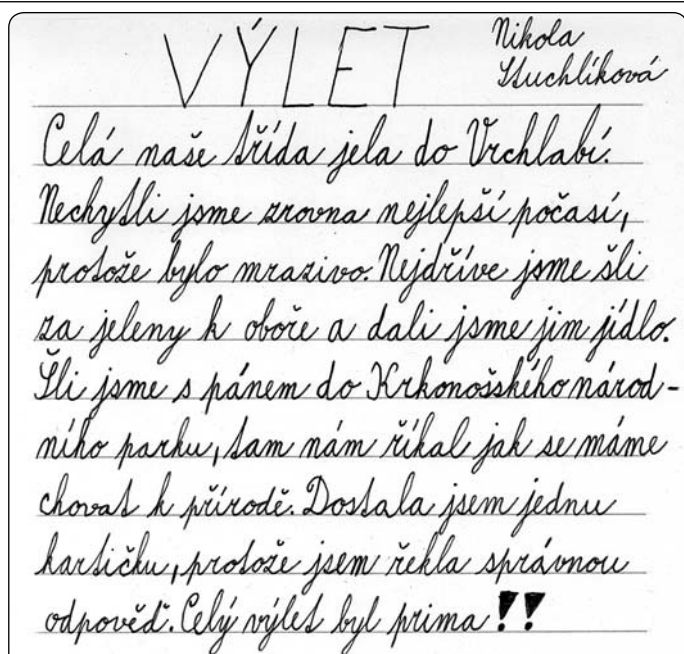 VÝLET
Nikola
Stuchlíková
Celá naše třída jela do Vrchlabí.
Nechytli jsme zrovna nejlepší počasí,
protože bylo mrazivo. Nejdříve jsme šli
za jeleny k oboře a dali jsme jim jídlo.
Šli jsme s pánem do Krkonošského národ-
ního parku, tam nám říkal jak se máme
chovat k přírodě. Dostala jsem jednu
kartičku, protože jsem řekla správnou
odpověď. Celý výlet byl prima!!